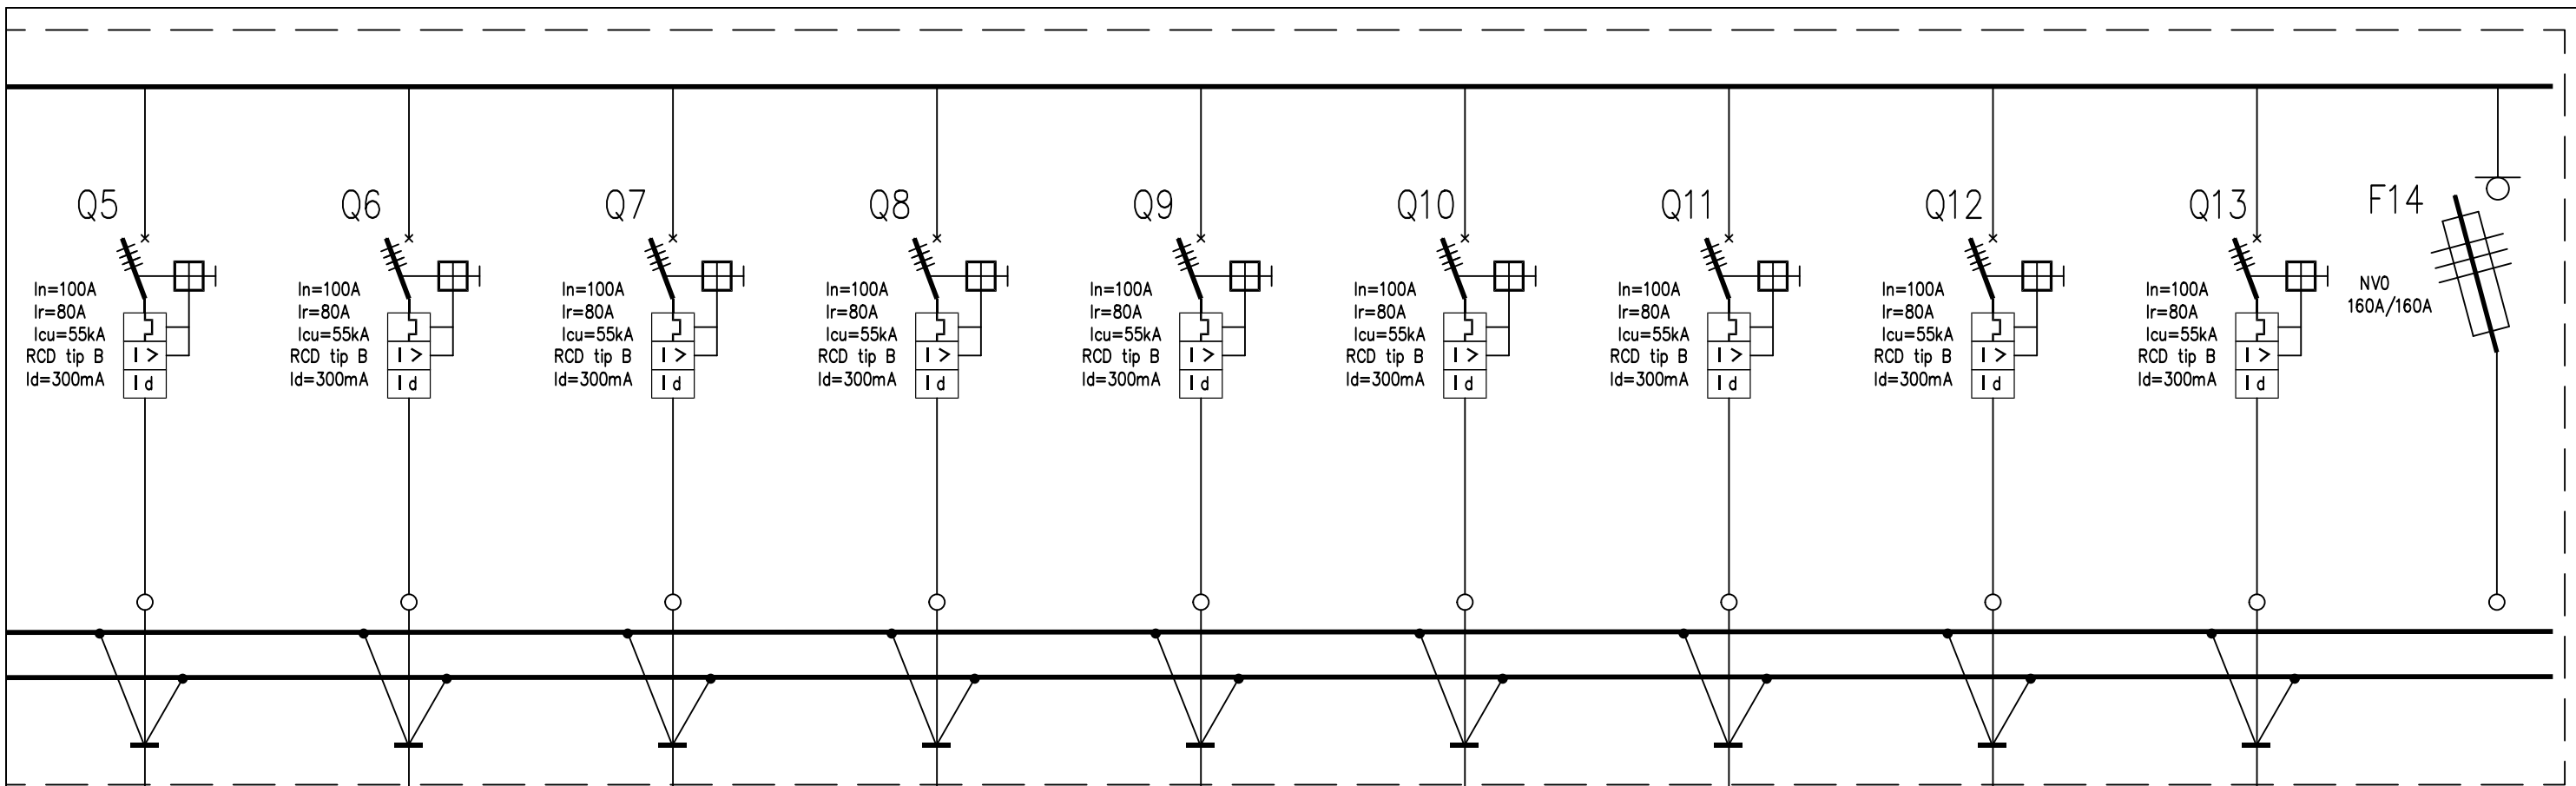 Q5
In=100A
Ir=80A
Icu=55kA
RCD tip B
Id=300mA
I >
I d
Q6
In=100A
Ir=80A
Icu=55kA
RCD tip B
Id=300mA
I >
I d
Q7
In=100A
Ir=80A
Icu=55kA
RCD tip B
Id=300mA
I >
I d
Q8
In=100A
Ir=80A
Icu=55kA
RCD tip B
Id=300mA
I >
I d
Q9
In=100A
Ir=80A
Icu=55kA
RCD tip B
Id=300mA
I >
I d
Q10
In=100A
Ir=80A
Icu=55kA
RCD tip B
Id=300mA
I >
I d
Q11
In=100A
Ir=80A
Icu=55kA
RCD tip B
Id=300mA
I >
I d
Q12
In=100A
Ir=80A
Icu=55kA
RCD tip B
Id=300mA
I >
I d
Q13
In=100A
Ir=80A
Icu=55kA
RCD tip B
Id=300mA
I >
I d
F14
NV0
160A/160A